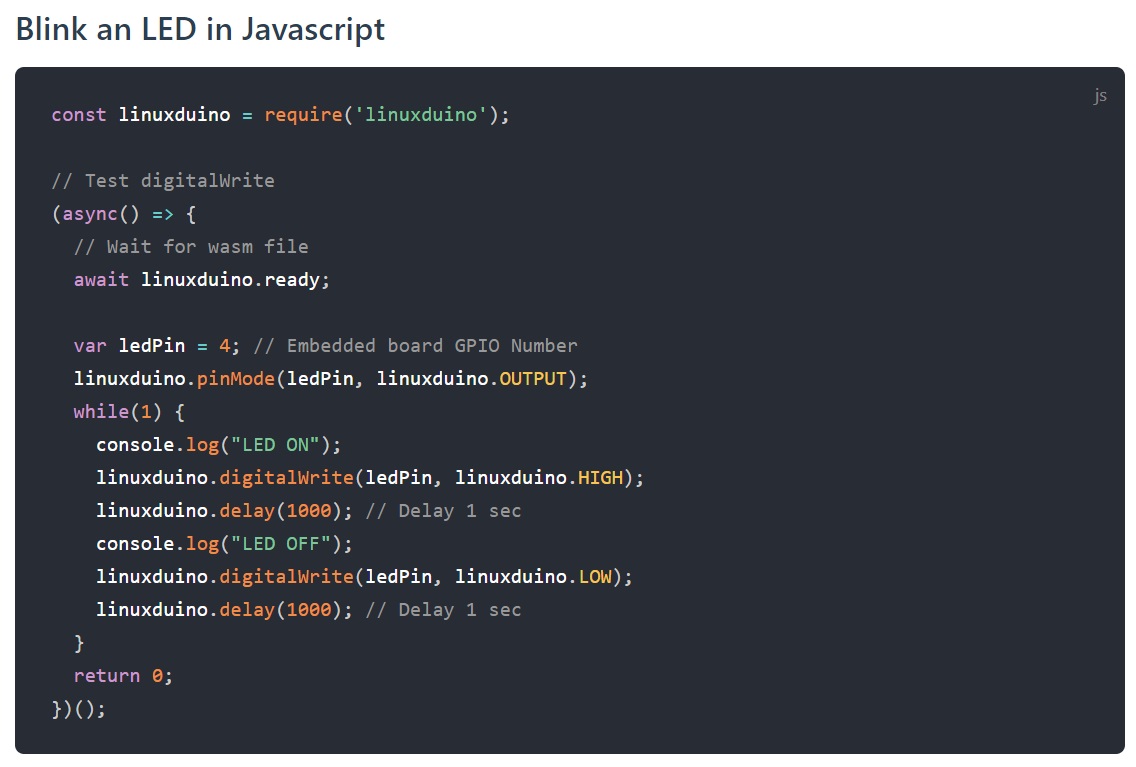 Blink an LED in Javascript
js
const linuxduino = require('linuxduino');
// Test digitalWrite
(async() => {
// Wait for wasm file
await linuxduino.ready;
var ledPin = 4; // Embedded board GPIO Number
linuxduino.pinMode(ledPin, linuxduino.OUTPUT);
while(1) {
console.log("LED ON");
linuxduino.digitalWrite(ledPin, linuxduino.HIGH);
linuxduino.delay(1000); // Delay 1 sec
console.log("LED OFF");
linuxduino.digitalWrite(ledPin, linuxduino.LOW);
linuxduino.delay(1000); // Delay 1 sec
}
return 0;
})();